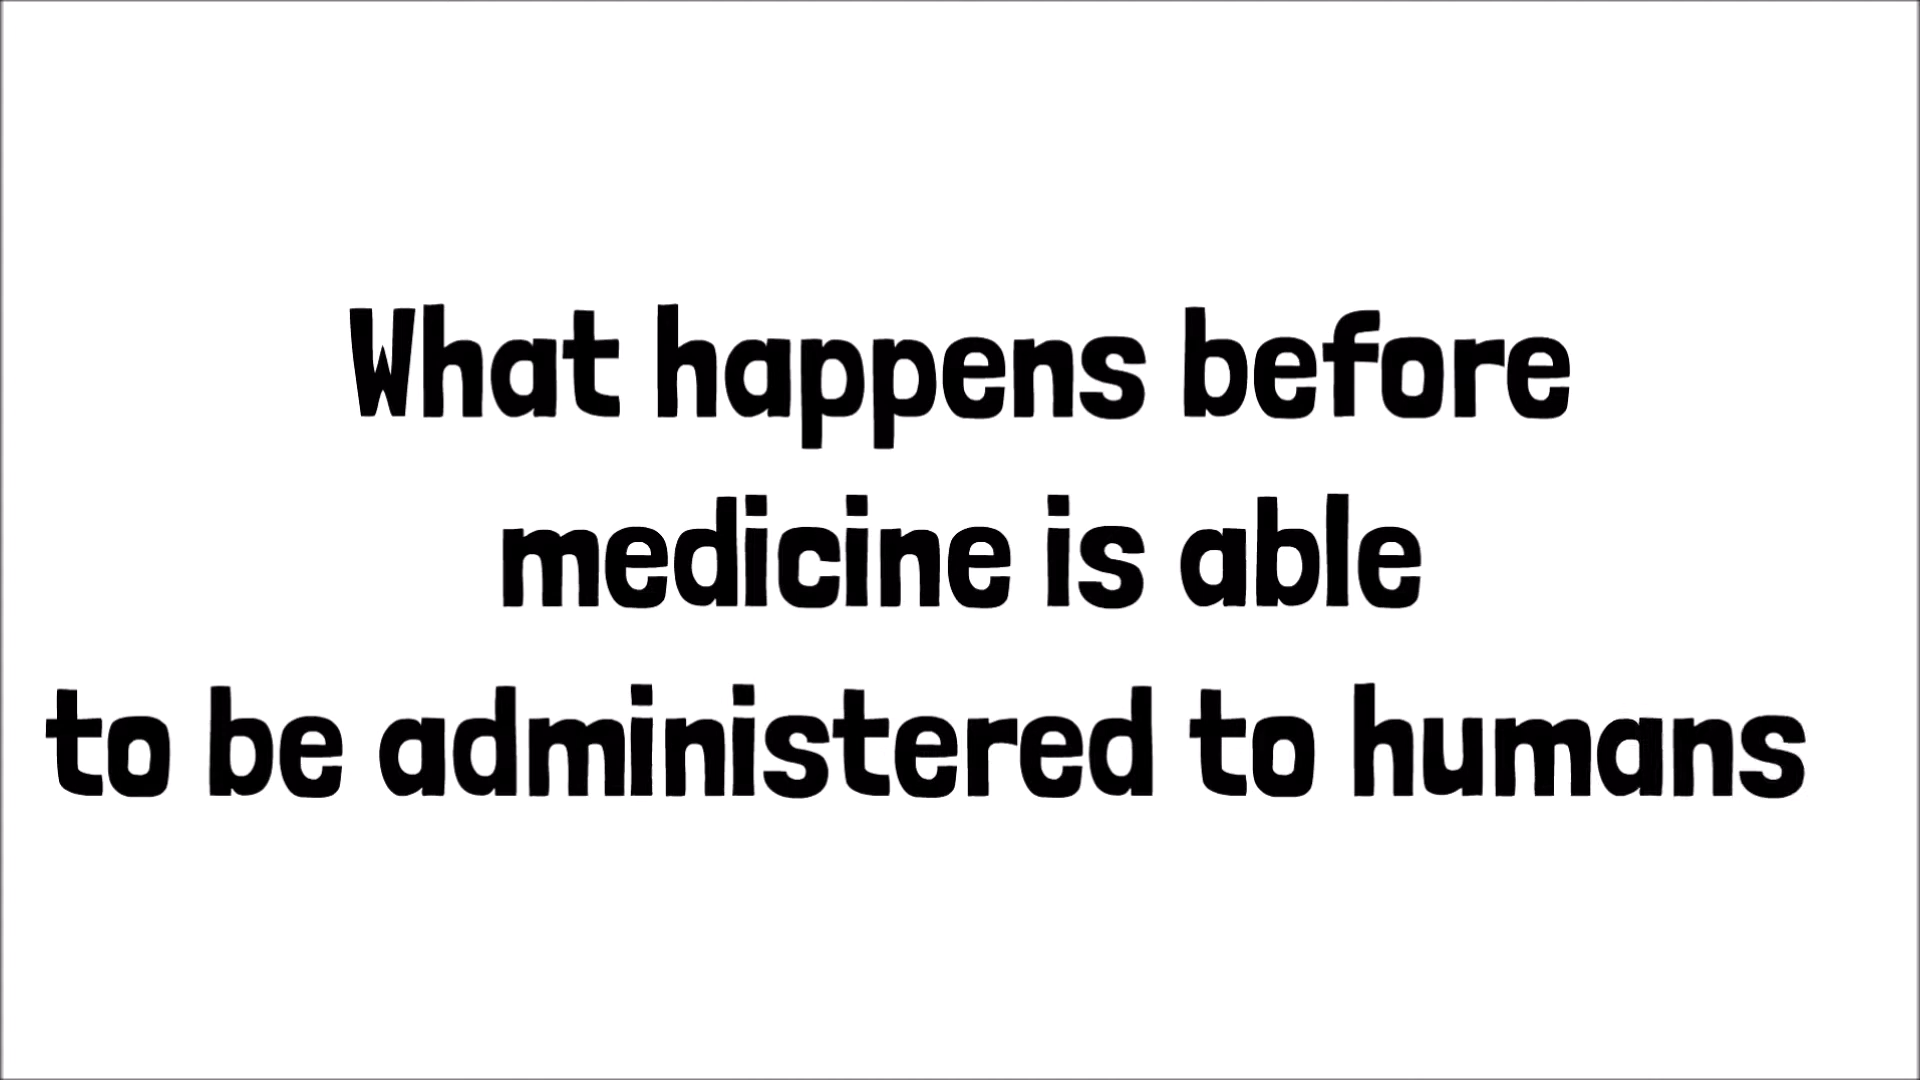 What happens before
medicine is able
to be administered to humans